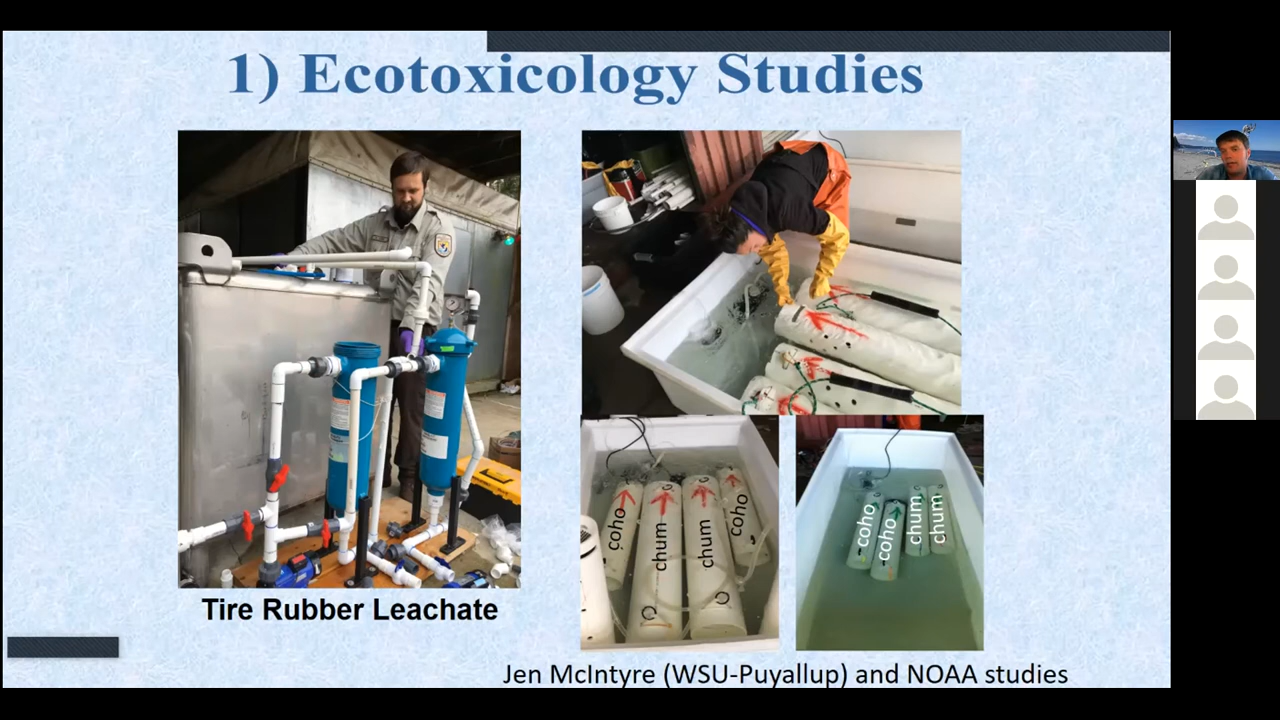 1) Ecotoxicology Studies
coho
chum
chum
coho
coho
coho
chum
chum
Tire Rubber Leachate
Jen McIntyre (WSU-Puyallup) and NOAA studies